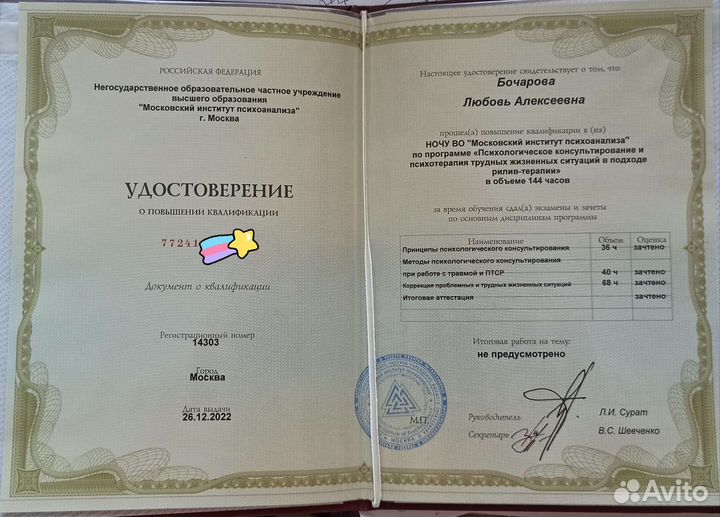 РОССИЙСКАЯ ФЕДЕРАЦИЯ
Негосударственное образовательное частное учреждение
высшего образования
"Московский институт психоанализа"
г. Москва
УДОСТОВЕРЕНИЕ
О ПОВЫШЕНИИ КВАЛИФИКАЦИИ
77241
Документ о квалификации
Регистрационный номер
14303
Город
Москва
Дата выдачи
26.12.2022
Настоящее удостоверение свидетельствует о том, что
Бочарова
Любовь Алексеевна
прошел(а) повышение квалификации в (на)
НОЧУ ВО "Московский институт психоанализа"
по программе «Психологическое консультирование и
психотерапия трудных жизненных ситуаций в подходе
рилив-терапии»
в объеме 144 часов
за время обучения сдал(а) экзамены и зачеты
по основным дисциплинам программы
Наименование Объем Оценка
Принципы психологического консультирования 36 ч зачтено
Методы психологического консультирования
при работе с травмой и ПТСР 40 ч зачтено
Коррекция проблемных и трудных жизненных ситуаций 68 ч зачтено
Итоговая аттестация зачтено
Итоговая работа на тему:
не предусмотрено
М.П.
Руководитель Л.И. Сурат
Секретарь В.С. Шевченко
МОСКВА
Avito